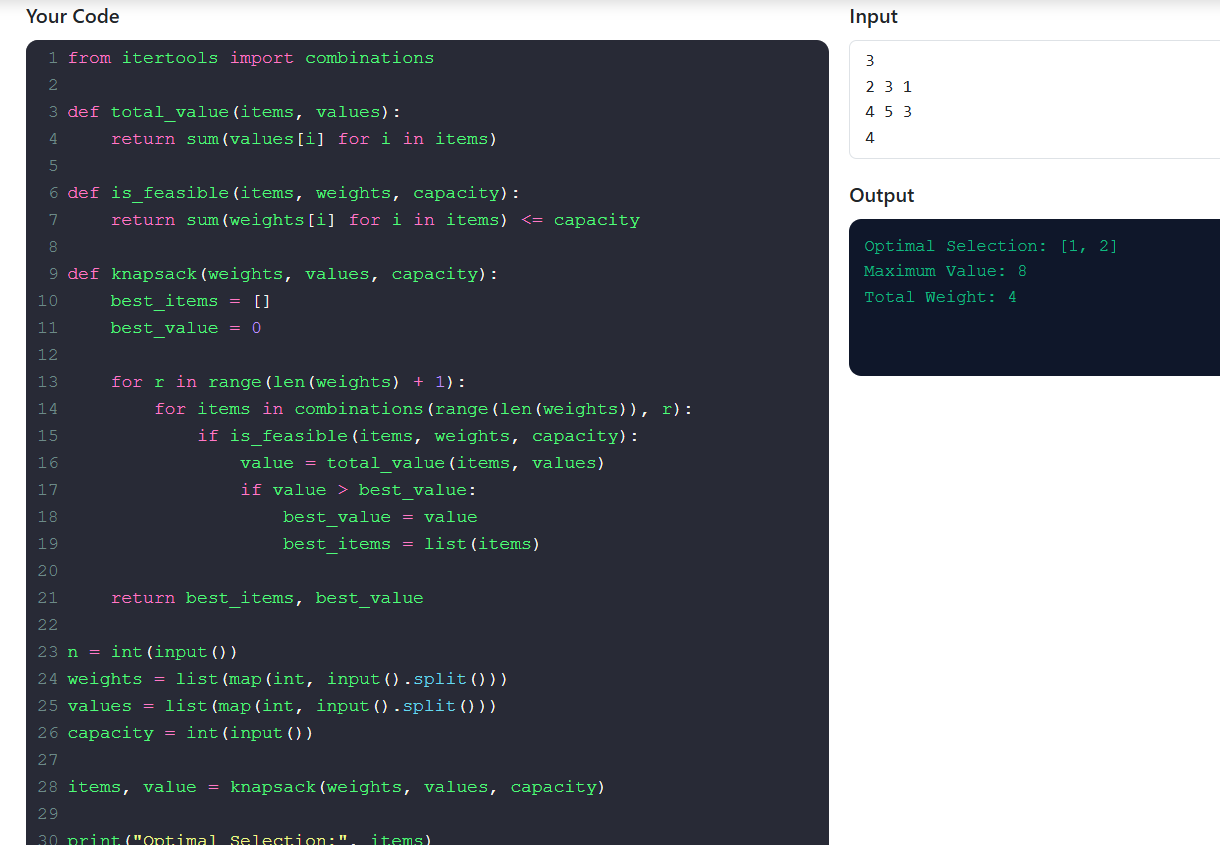 Your Code
1 from itertools import combinations
2
3 def total_value(items, values):
4     return sum(values[i] for i in items)
5
6 def is_feasible(items, weights, capacity):
7     return sum(weights[i] for i in items) <= capacity
8
9 def knapsack(weights, values, capacity):
10     best_items = []
11     best_value = 0
12
13     for r in range(len(weights) + 1):
14         for items in combinations(range(len(weights)), r):
15             if is_feasible(items, weights, capacity):
16                 value = total_value(items, values)
17                 if value > best_value:
18                     best_value = value
19                     best_items = list(items)
20
21     return best_items, best_value
22
23 n = int(input())
24 weights = list(map(int, input().split()))
25 values = list(map(int, input().split()))
26 capacity = int(input())
27
28 items, value = knapsack(weights, values, capacity)
29
30 print("Optimal Selection:", items)
Input
3
2 3 1
4 5 3
4
Output
Optimal Selection: [1, 2]
Maximum Value: 8
Total Weight: 4